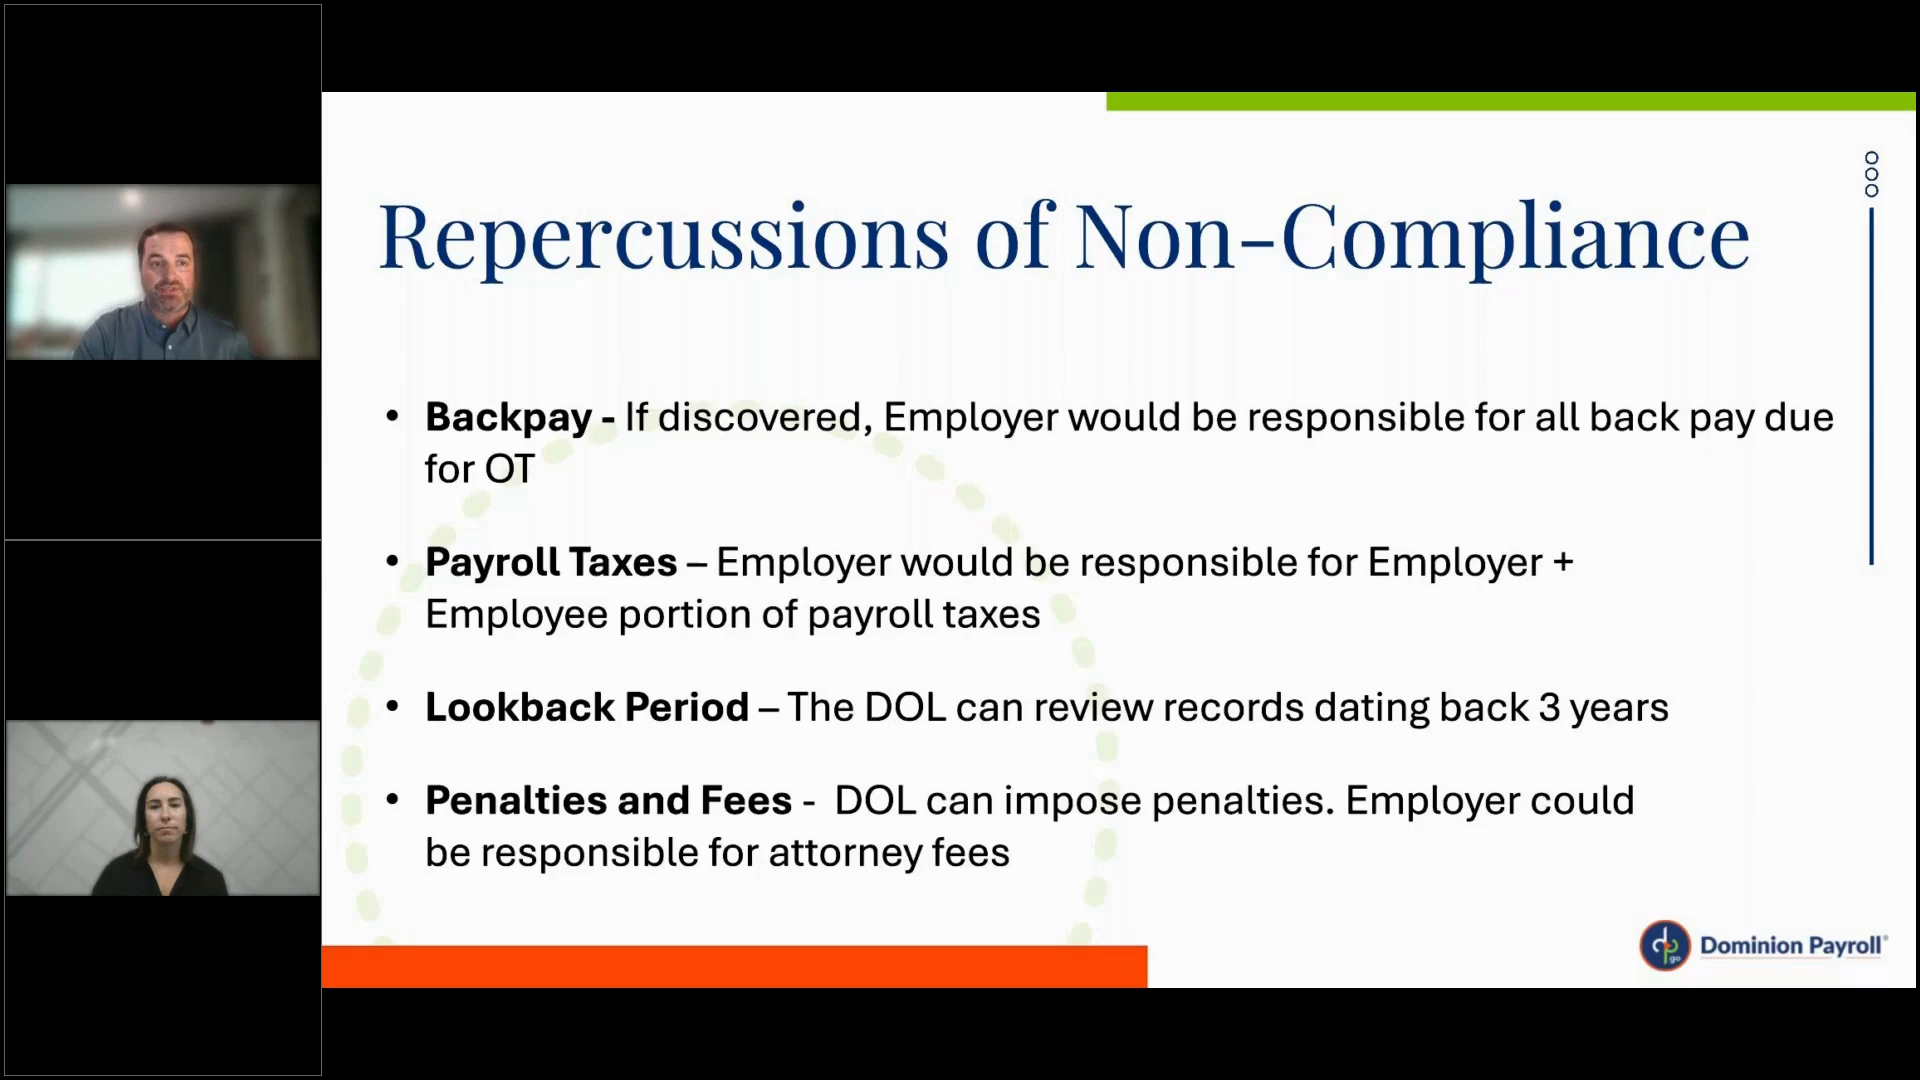 Repercussions of Non-Compliance
• Backpay - If discovered, Employer would be responsible for all back pay due
for OT
• Payroll Taxes – Employer would be responsible for Employer +
Employee portion of payroll taxes
• Lookback Period – The DOL can review records dating back 3 years
• Penalties and Fees -  DOL can impose penalties. Employer could
be responsible for attorney fees
dp go
Dominion Payroll®